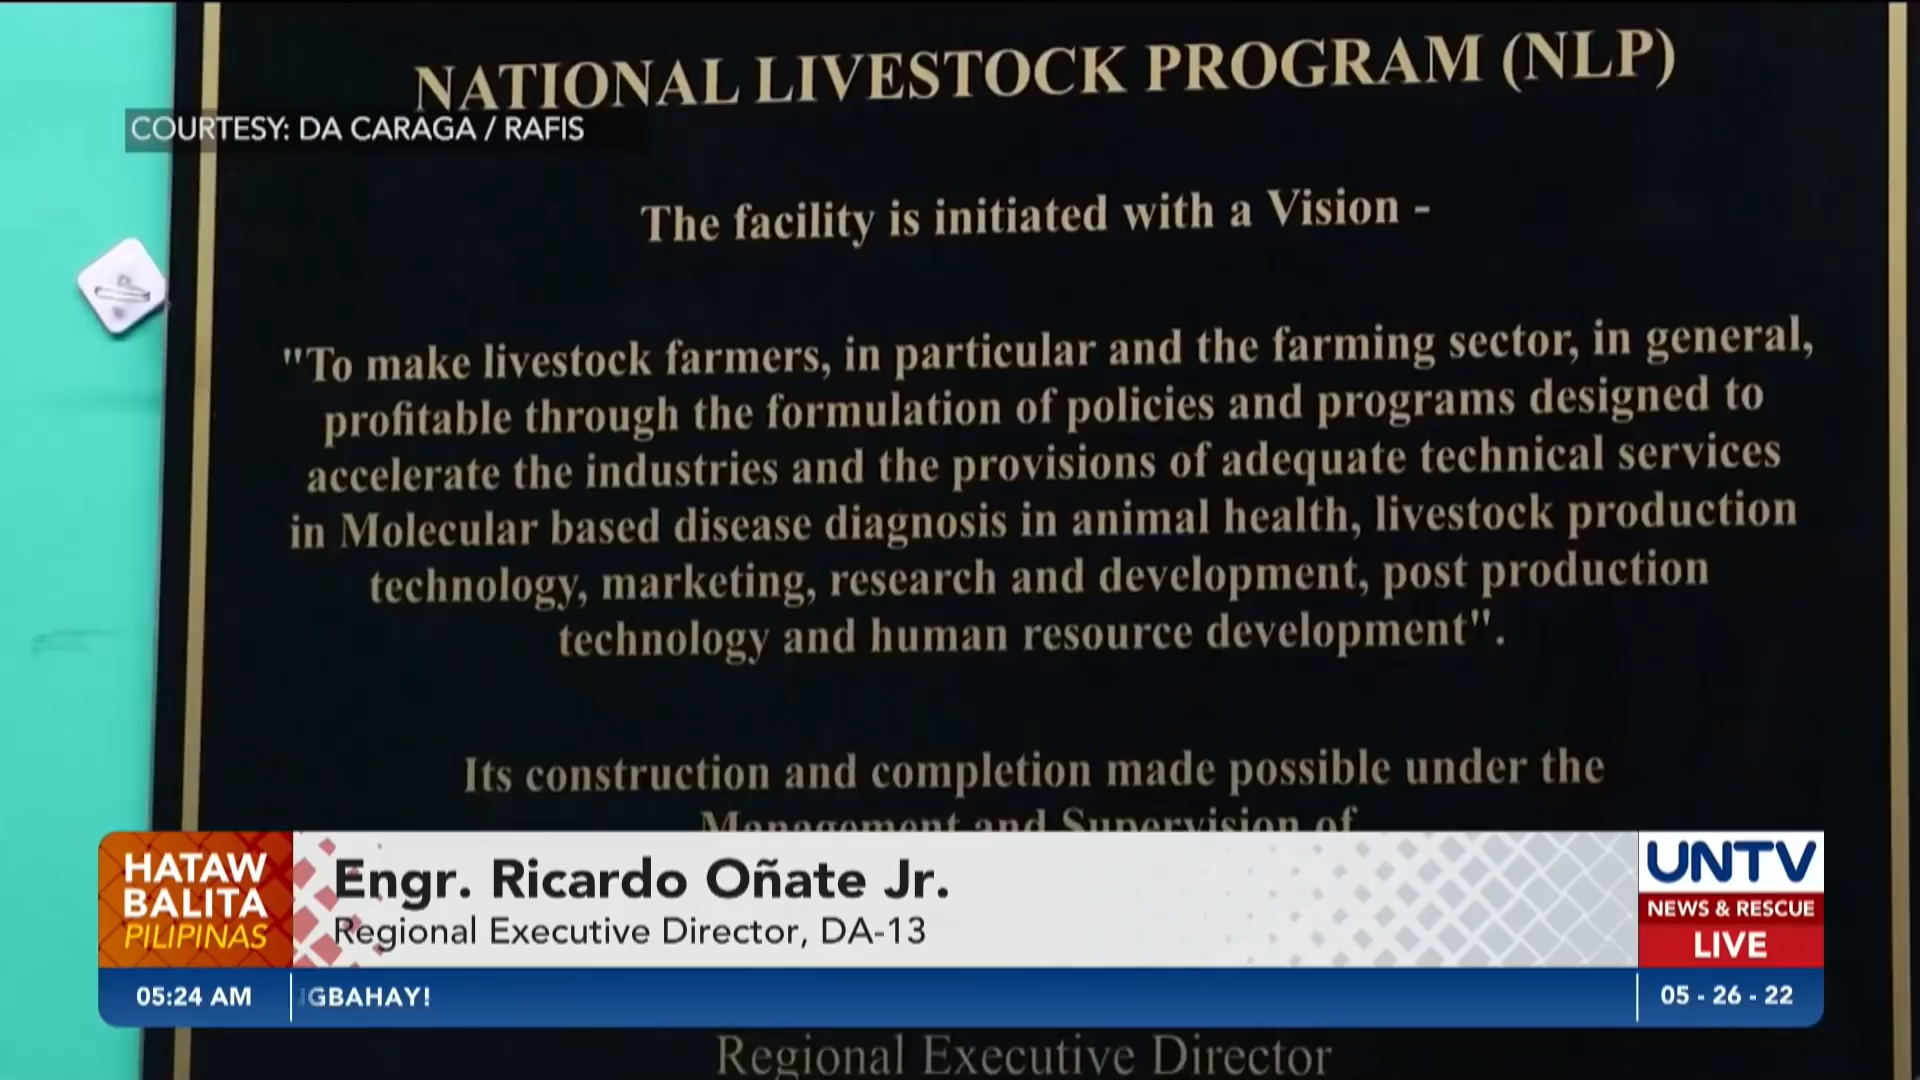 NATIONAL LIVESTOCK PROGRAM (NLP)
COURTESY: DA CARAGA / RAFIS
The facility is initiated with a Vision -
"To make livestock farmers, in particular and the farming sector, in general,
profitable through the formulation of policies and programs designed to
accelerate the industries and the provisions of adequate technical services
in Molecular based disease diagnosis in animal health, livestock production
technology, marketing, research and development, post production
technology and human resource development".
Its construction and completion made possible under the
Management and Supervision of
HATAW
BALITA
PILIPINAS
Engr. Ricardo Oñate Jr.
Regional Executive Director, DA-13
UNTV
NEWS & RESCUE
LIVE
05:24 AM
GBAHAY!
05 - 26 - 22
Regional Executive Director